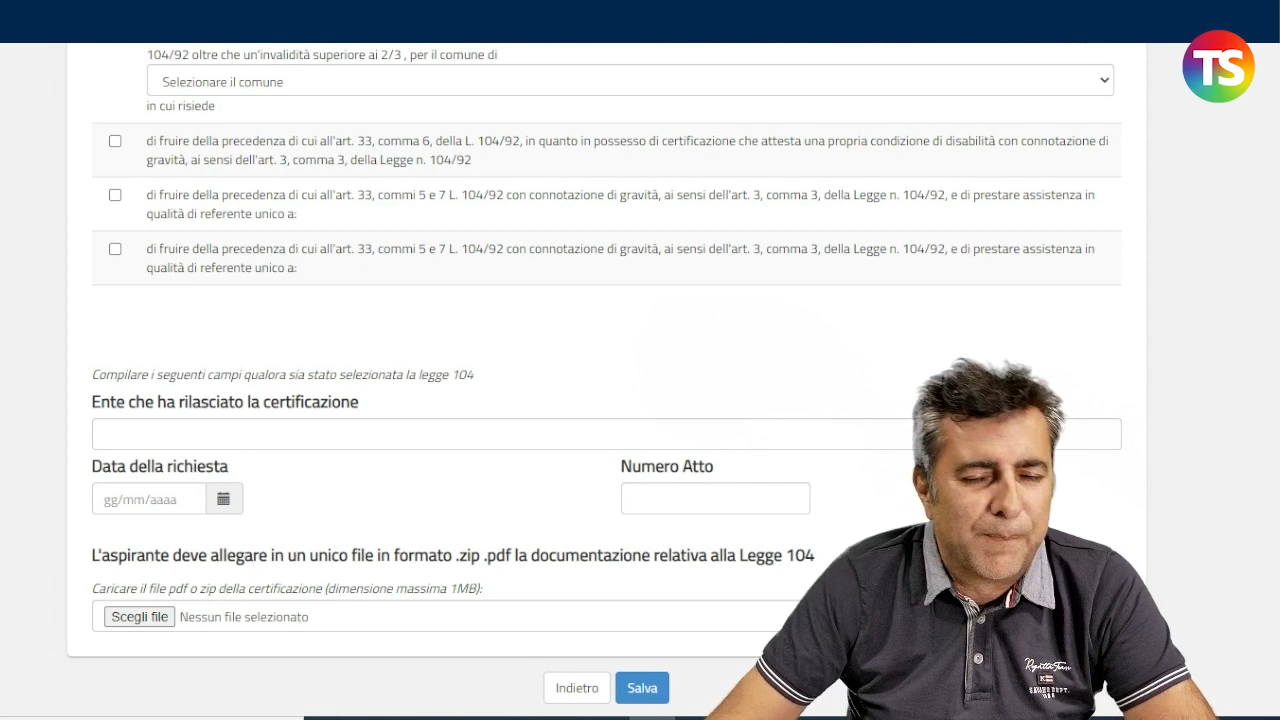 TS
104/92 oltre che un'invalidità superiore ai 2/3 , per il comune di
Selezionare il comune
in cui risiede
di fruire della precedenza di cui all'art. 33, comma 6, della L. 104/92, in quanto in possesso di certificazione che attesta una propria condizione di disabilità con connotazione di
gravità, ai sensi dell'art. 3, comma 3, della Legge n. 104/92
di fruire della precedenza di cui all'art. 33, commi 5 e 7 L. 104/92 con connotazione di gravità, ai sensi dell'art. 3, comma 3, della Legge n. 104/92, e di prestare assistenza in
qualità di referente unico a:
di fruire della precedenza di cui all'art. 33, commi 5 e 7 L. 104/92 con connotazione di gravità, ai sensi dell'art. 3, comma 3, della Legge n. 104/92, e di prestare assistenza in
qualità di referente unico a:
Compilare i seguenti campi qualora sia stato selezionata la legge 104
Ente che ha rilasciato la certificazione
Data della richiesta
Numero Atto
gg/mm/aaaa
L'aspirante deve allegare in un unico file in formato .zip .pdf la documentazione relativa alla Legge 104
Caricare il file pdf o zip della certificazione (dimensione massima 1MB):
Scegli file Nessun file selezionato
Indietro
Salva